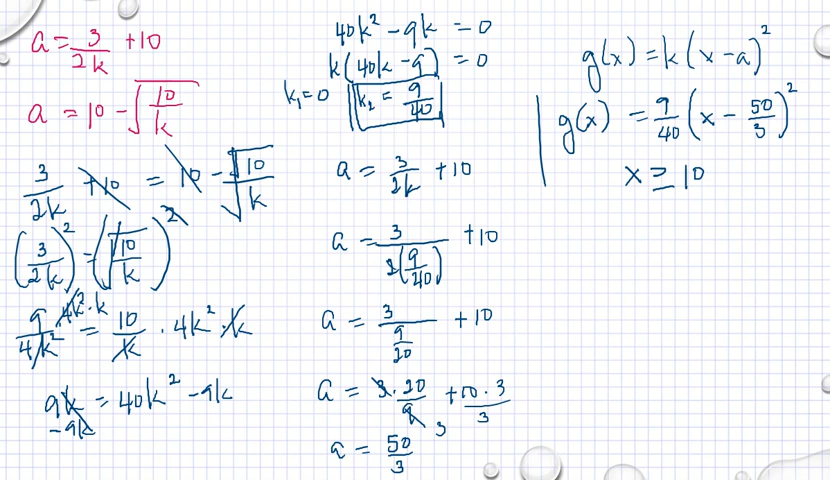 a = 3/2k + 10
a = 10 - √(10/k)
3/2k + 10 = 10 - √10/√k
(3/2k)² = (√(10/k))²
9/4k² · 4k² · k = 10/k · 4k² · k
9k = 40k² - 9k
-9k
40k² - 9k = 0
k(40k - 9) = 0
k₁ = 0 k₂ = 9/40
a = 3/2k + 10
a = 3/2(9/40) + 10
a = 3/(9/20) + 10
a = 3·20/9 3 + 10·3/3
a = 50/3
g(x) = k(x - a)²
g(x) = 9/40 (x - 50/3)²
x ≥ 10